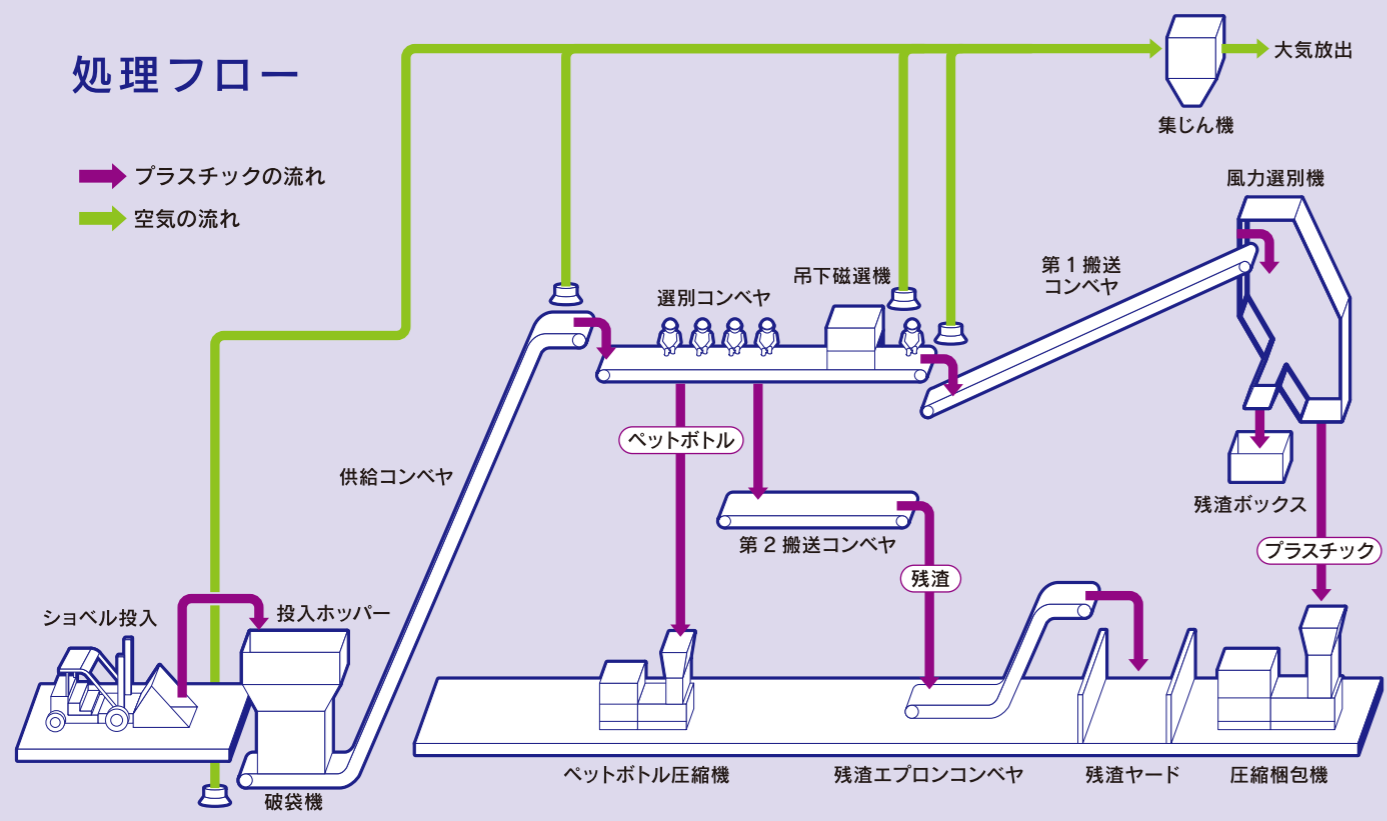 処理フロー
プラスチックの流れ
空気の流れ
大気放出
集じん機
風力選別機
第1搬送
コンベヤ
吊下磁選機
選別コンベヤ
ペットボトル
供給コンベヤ
残渣ボックス
第2搬送コンベヤ
プラスチック
残渣
ショベル投入
投入ホッパー
破袋機
ペットボトル圧縮機
残渣エプロンコンベヤ
残渣ヤード
圧縮梱包機